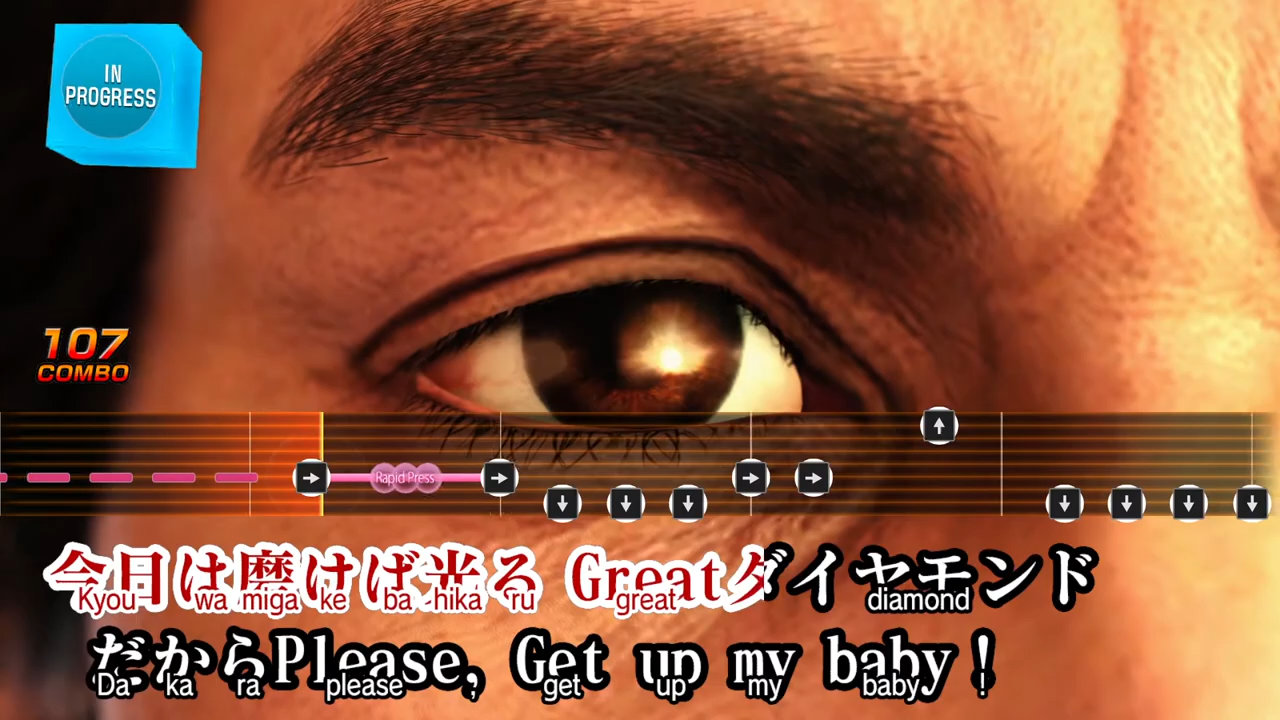 IN
PROGRESS
107
COMBO
Rapid Press
今日は磨けば光る Greatダイヤモンド
Kyou wa miga ke ba hika ru great diamond
だからPlease, Get up my baby！
Da ka ra please , get up my baby !